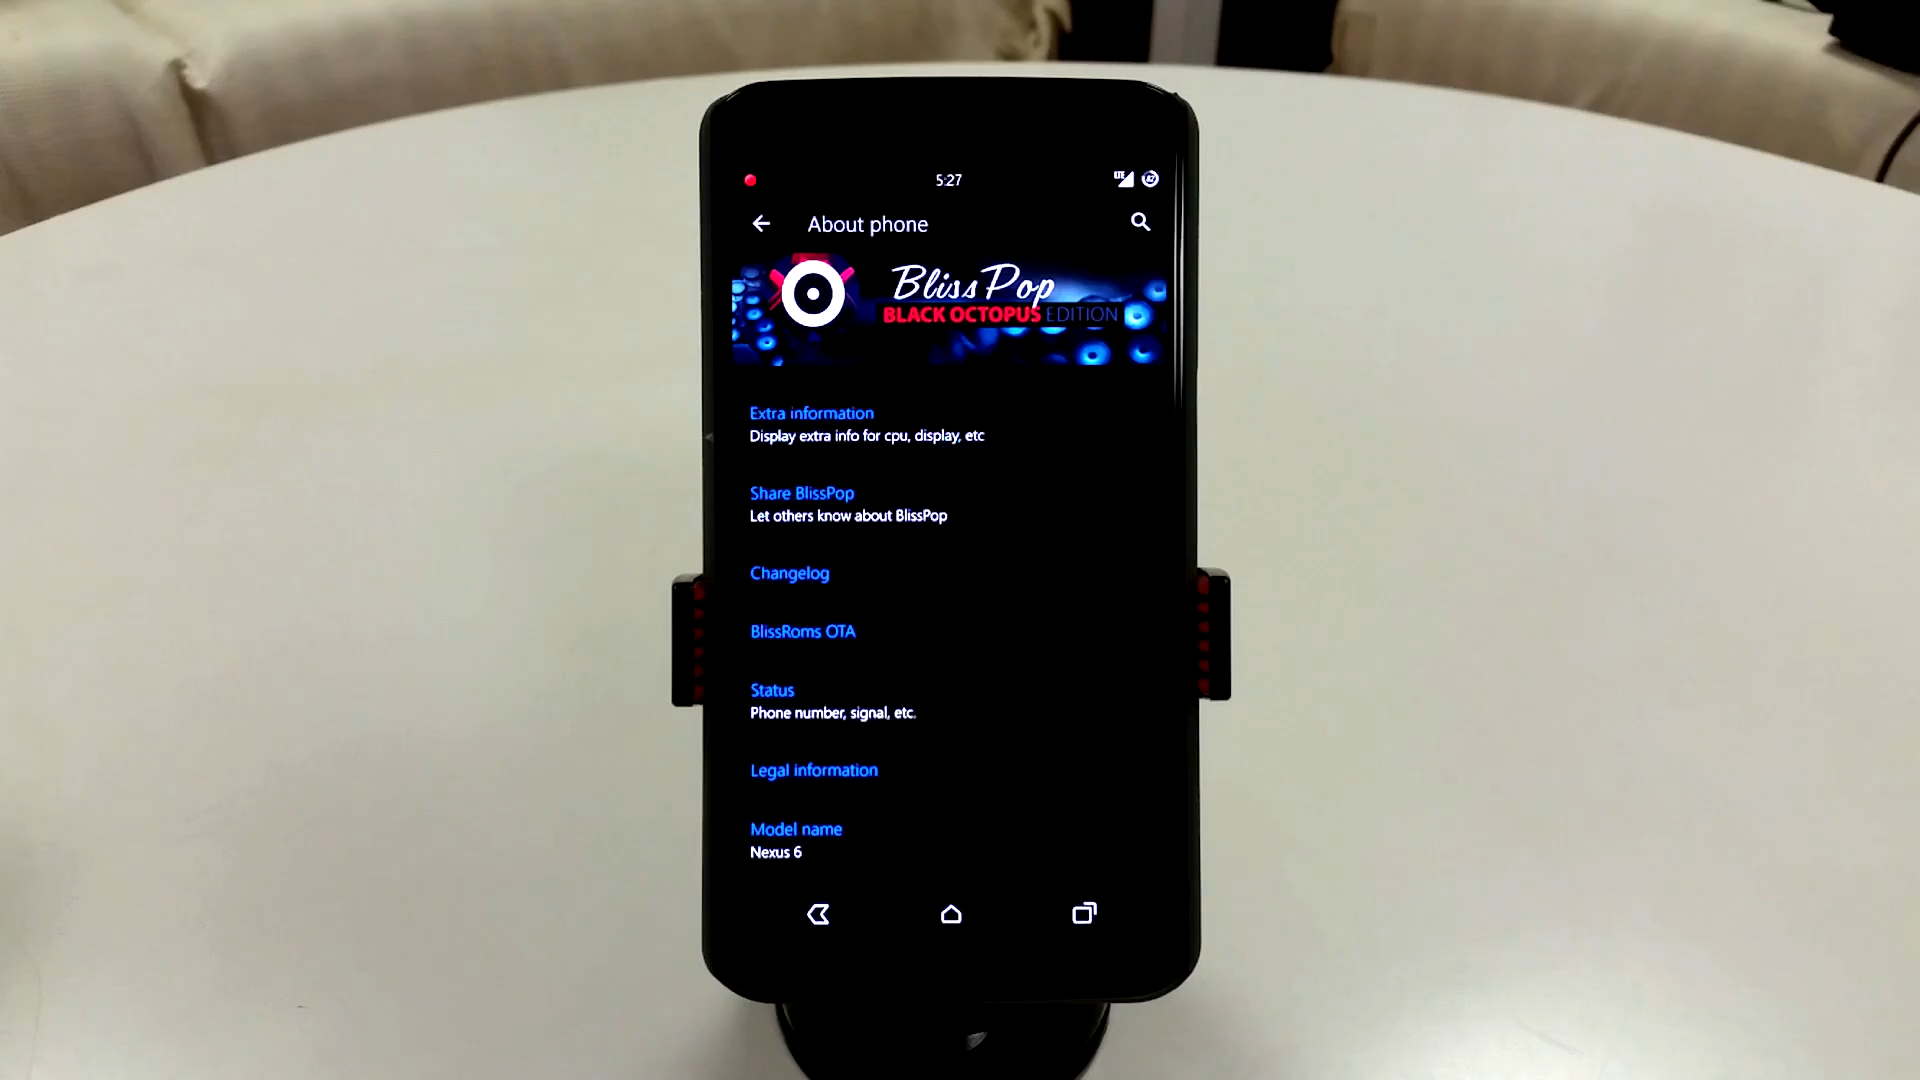 5:27
LTE
About phone
BlissPop
BLACK OCTOPUS EDITION
Extra information
Display extra info for cpu, display, etc
Share BlissPop
Let others know about BlissPop
Changelog
BlissRoms OTA
Status
Phone number, signal, etc.
Legal information
Model name
Nexus 6